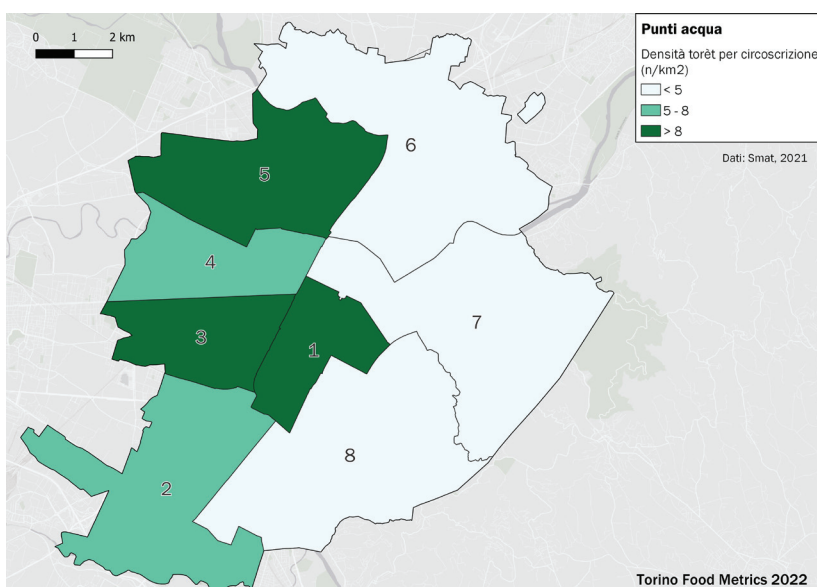 0 1 2 km
Punti acqua
Densità torèt per circoscrizione
(n/km2)
< 5
5 - 8
> 8
Dati: Smat, 2021
6
5
4
7
3
1
8
2
Torino Food Metrics 2022